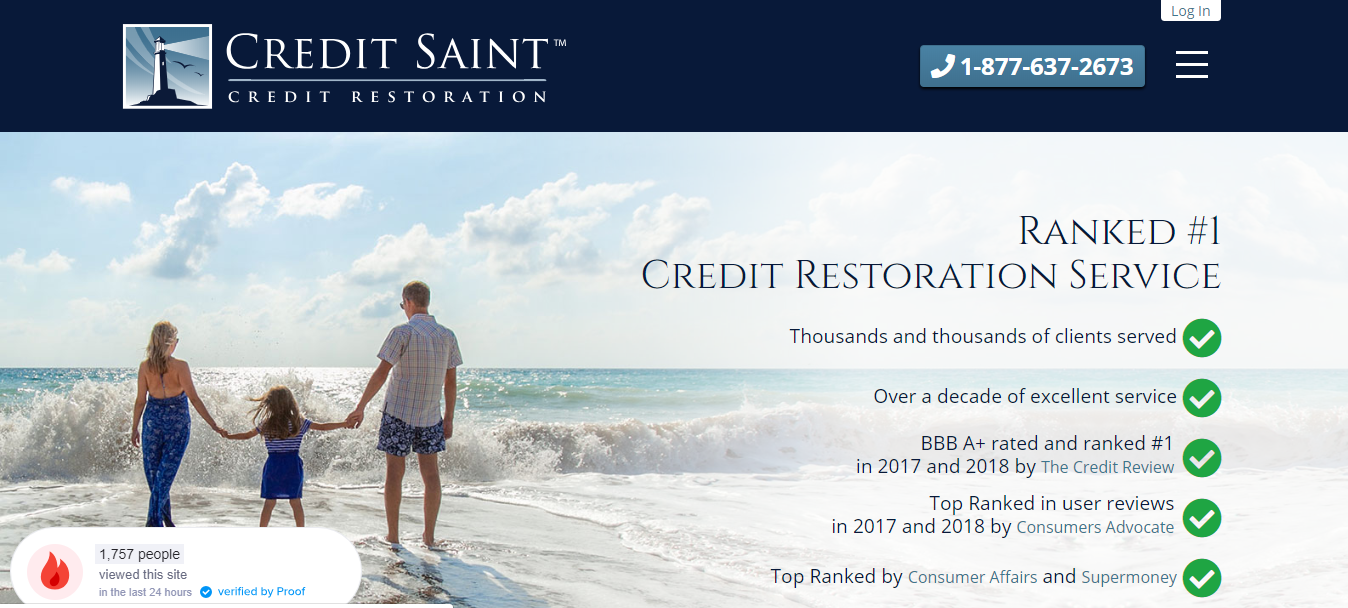 Log In
CREDIT SAINT™
CREDIT RESTORATION
1-877-637-2673
RANKED #1
CREDIT RESTORATION SERVICE
Thousands and thousands of clients served
Over a decade of excellent service
BBB A+ rated and ranked #1
in 2017 and 2018 by The Credit Review
Top Ranked in user reviews
in 2017 and 2018 by Consumers Advocate
Top Ranked by Consumer Affairs and Supermoney
1,757 people
viewed this site
in the last 24 hours verified by Proof